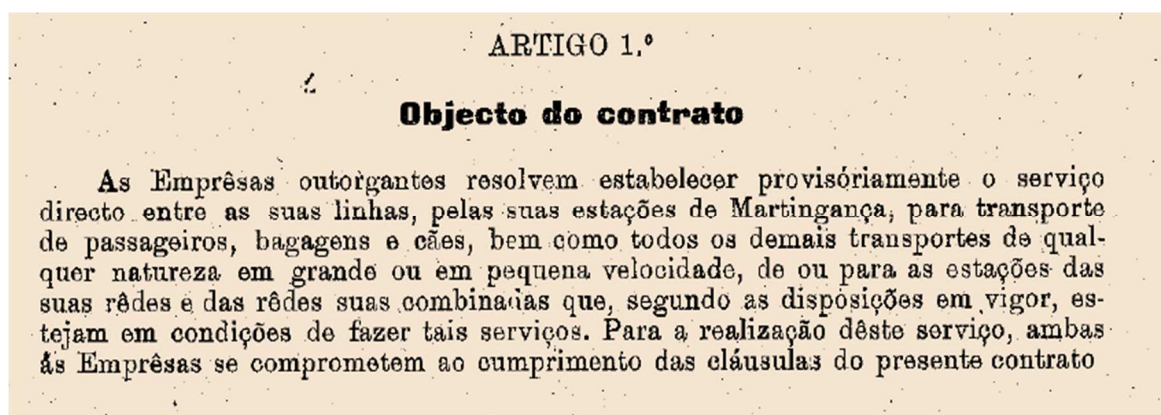 ARTIGO 1.º
Objecto do contrato
As Emprêsas outorgantes resolvem estabelecer provisóriamente o serviço
directo entre as suas linhas, pelas suas estações de Martingança, para transporte
de passageiros, bagagens e cães, bem como todos os demais transportes de qual-
quer natureza em grande ou em pequena velocidade, de ou para as estações das
suas rêdes e das rêdes suas combinadas que, segundo as disposições em vigor, es-
tejam em condições de fazer tais serviços. Para a realização dêste serviço, ambas
ás Emprêsas se comprometem ao cumprimento das cláusulas do presente contrato